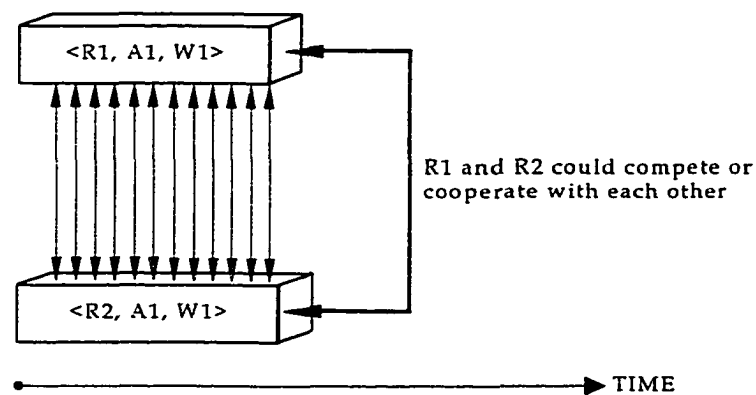 <R1, A1, W1>
R1 and R2 could compete or
cooperate with each other
<R2, A1, W1>
TIME